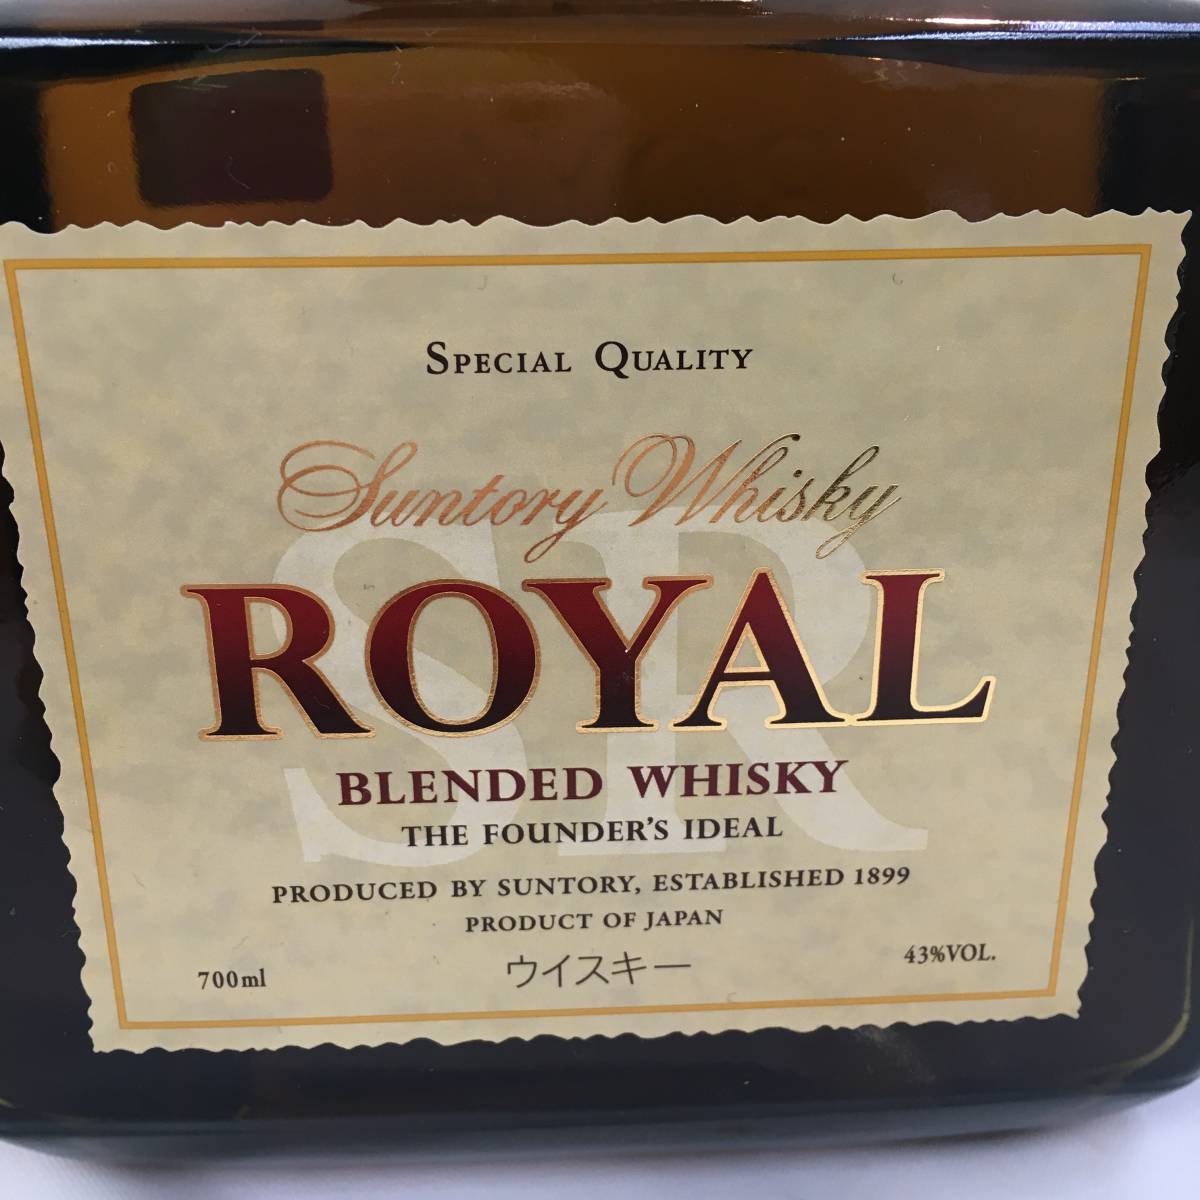 SPECIAL QUALITY
Suntory Whisky
SR
ROYAL
BLENDED WHISKY
THE FOUNDER'S IDEAL
PRODUCED BY SUNTORY, ESTABLISHED 1899
PRODUCT OF JAPAN
700ml ウイスキー 43%VOL.